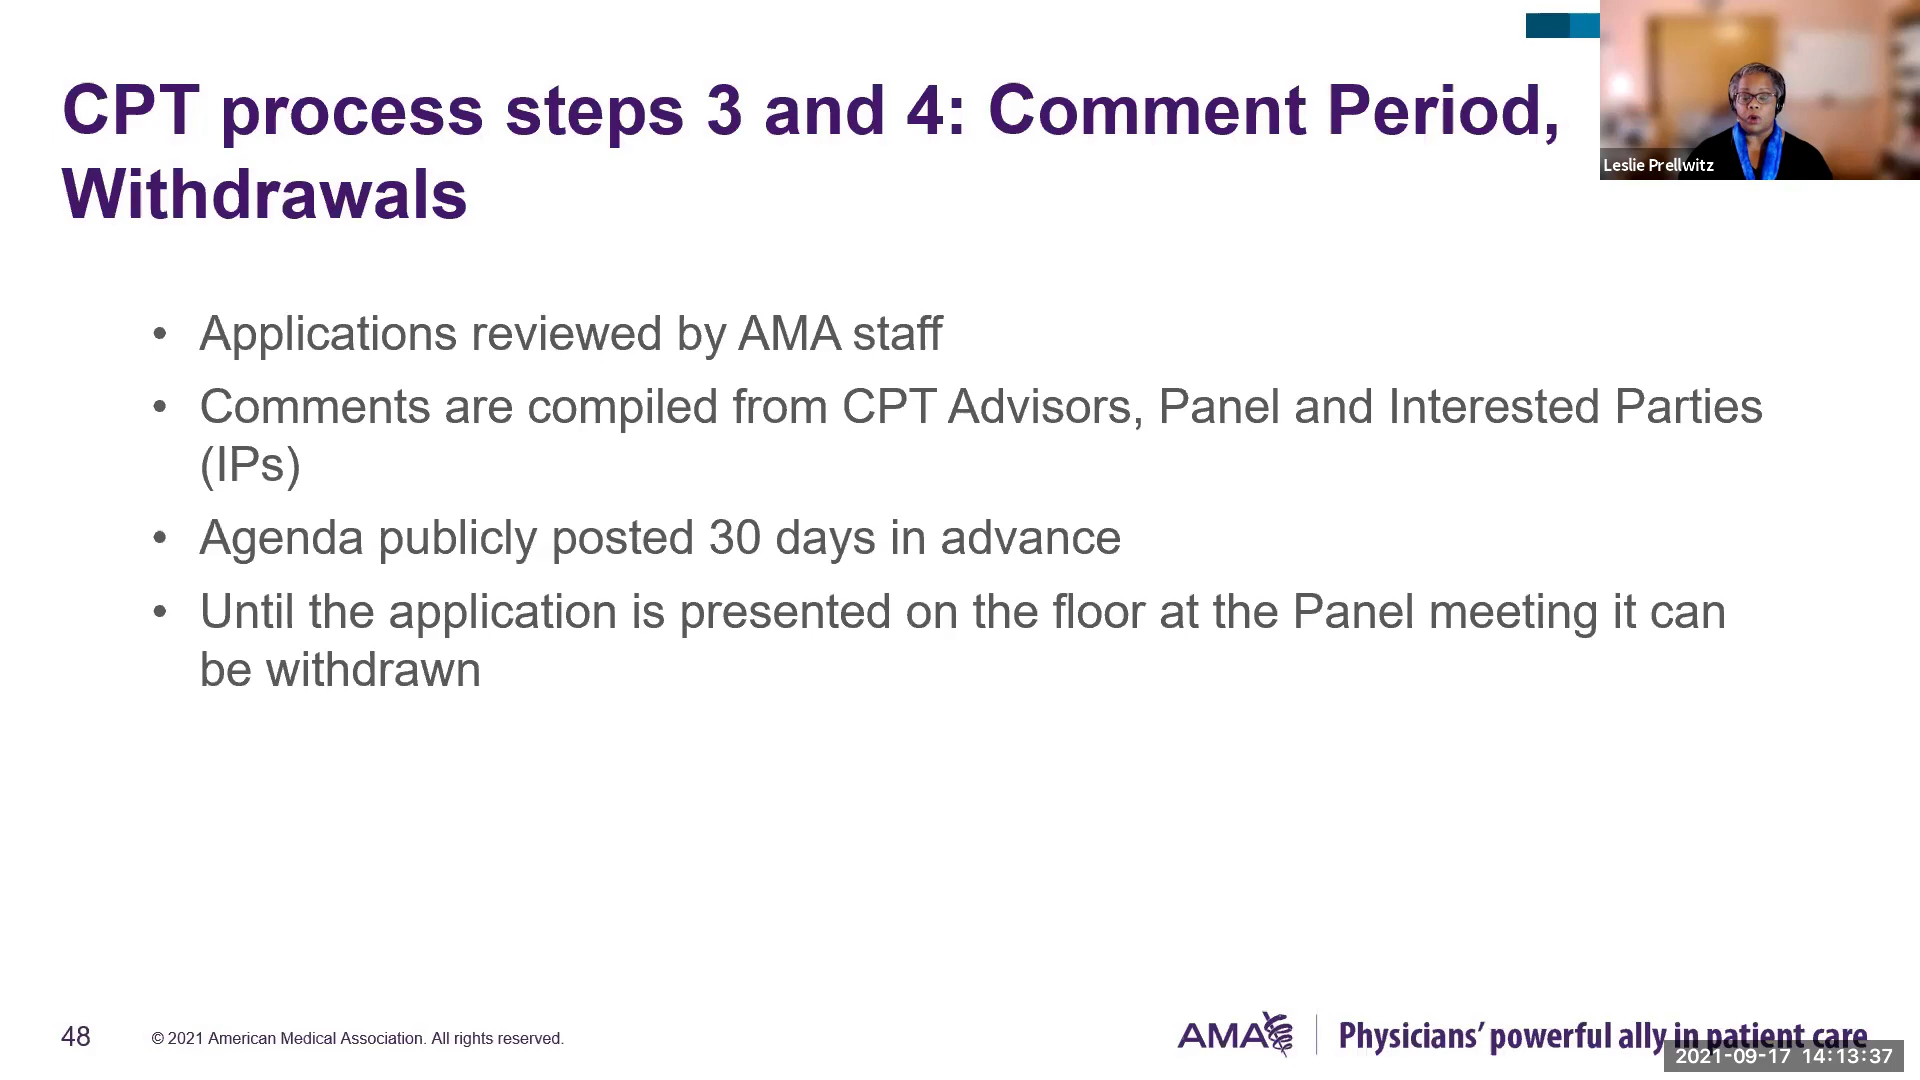 CPT process steps 3 and 4: Comment Period,
Withdrawals
Leslie Prellwitz
• Applications reviewed by AMA staff
• Comments are compiled from CPT Advisors, Panel and Interested Parties
(IPs)
• Agenda publicly posted 30 days in advance
• Until the application is presented on the floor at the Panel meeting it can
be withdrawn
48
© 2021 American Medical Association. All rights reserved.
AMA
Physicians’ powerful ally in patient care
2021-09-17 14:13:37